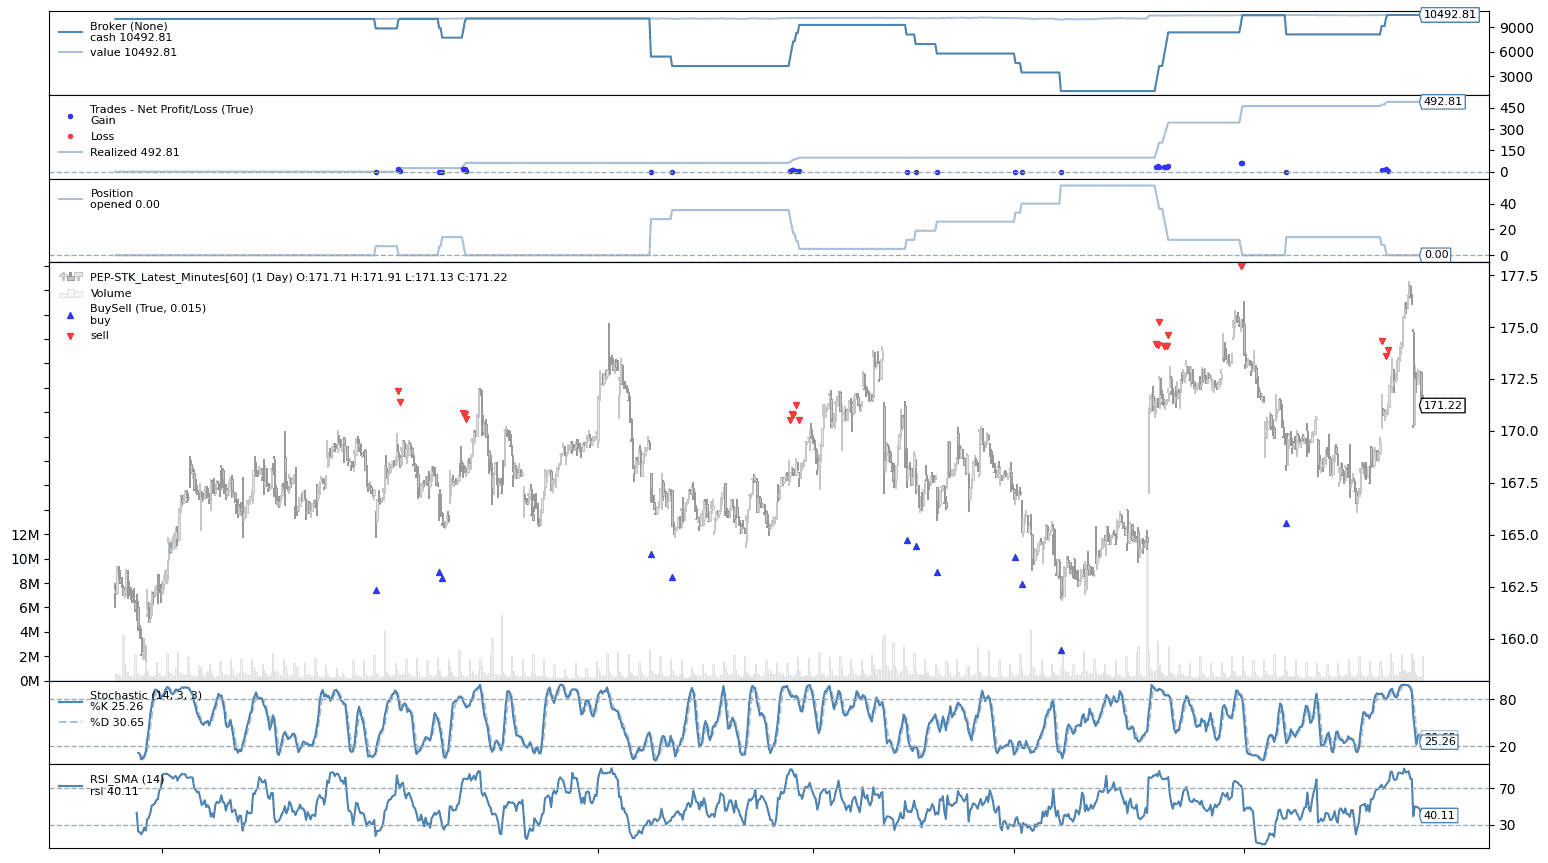 Broker (None)
cash 10492.81
value 10492.81
10492.81
9000
6000
3000
Trades - Net Profit/Loss (True)
Gain
Loss
Realized 492.81
492.81
450
300
150
0
Position
opened 0.00
40
20
0
0.00
PEP-STK_Latest_Minutes[60] (1 Day) O:171.71 H:171.91 L:171.13 C:171.22
Volume
BuySell (True, 0.015)
buy
sell
177.5
175.0
172.5
171.22
170.0
167.5
165.0
162.5
160.0
12M
10M
8M
6M
4M
2M
0M
Stochastic (14, 3, 3)
%K 25.26
%D 30.65
80
20
25.26
RSI_SMA (14)
rsi 40.11
70
30
40.11